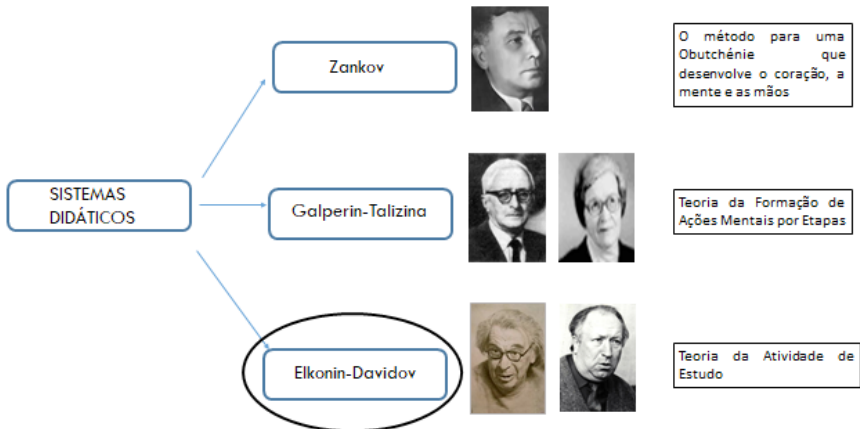 Zankov
O método para uma
Obutchénie que
desenvolve o coração, a
mente e as mãos
SISTEMAS
DIDÁTICOS
Galperin-Talizina
Teoria da Formação de
Ações Mentais por Etapas
Elkonin-Davidov
Teoria da Atividade de
Estudo